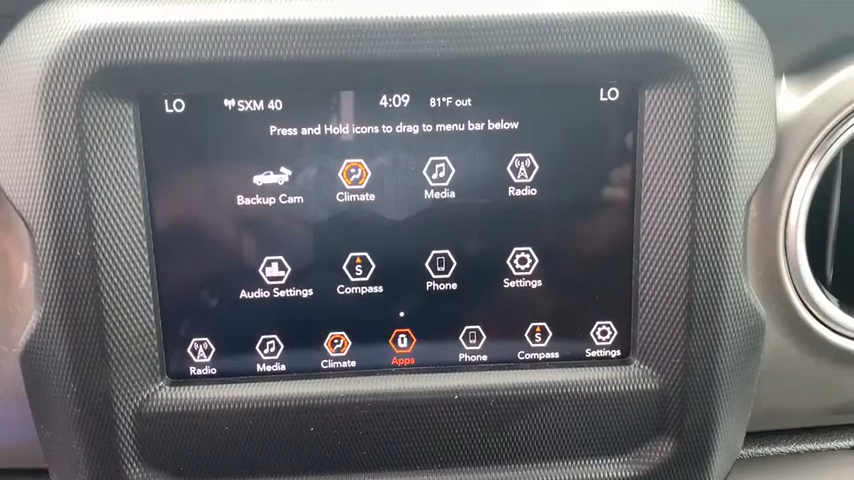 LO SXM 40 4:09 81°F out LO
Press and Hold icons to drag to menu bar below
Backup Cam Climate Media Radio
S
Audio Settings Compass Phone Settings
S
Radio Media Climate Apps Phone Compass Settings